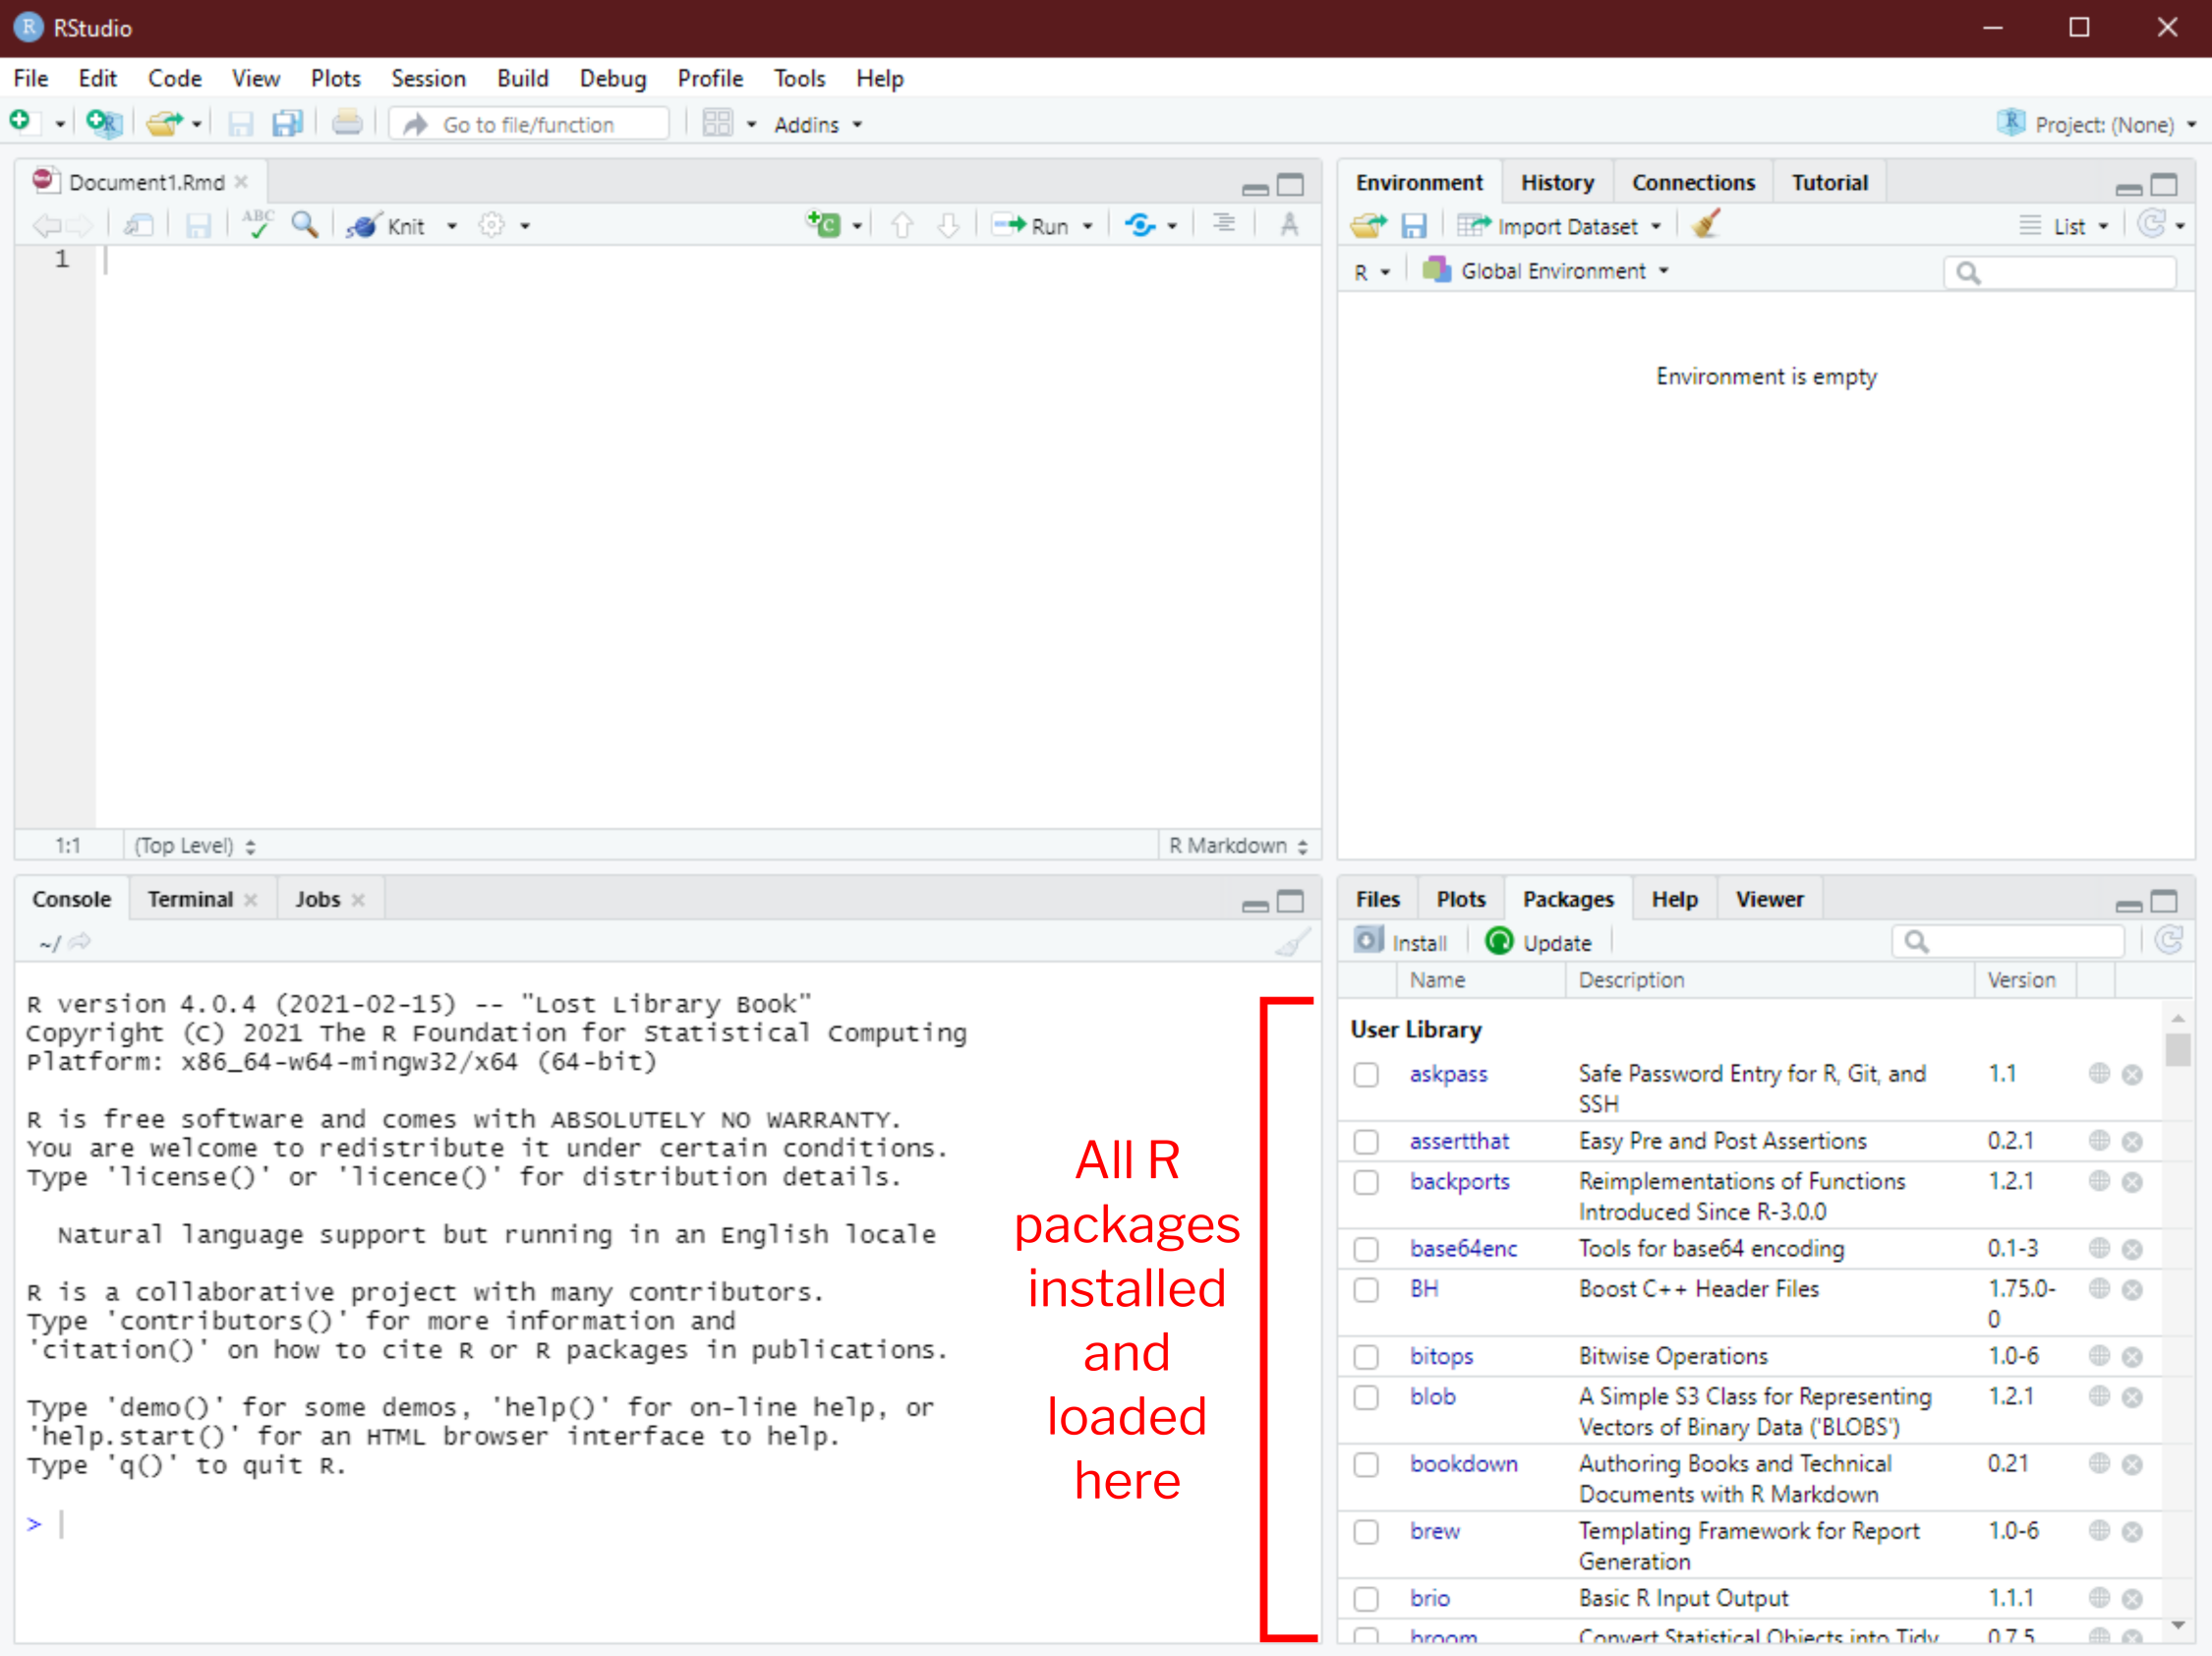 RStudio
File Edit Code View Plots Session Build Debug Profile Tools Help
Go to file/function Addins Project: (None)
Document1.Rmd
ABC Knit Run
1
1:1 (Top Level) R Markdown
Environment History Connections Tutorial
Import Dataset List
R Global Environment
Environment is empty
Console Terminal Jobs
~/
R version 4.0.4 (2021-02-15) -- "Lost Library Book"
Copyright (C) 2021 The R Foundation for Statistical Computing
Platform: x86_64-w64-mingw32/x64 (64-bit)
R is free software and comes with ABSOLUTELY NO WARRANTY.
You are welcome to redistribute it under certain conditions.
Type 'license()' or 'licence()' for distribution details.
Natural language support but running in an English locale
R is a collaborative project with many contributors.
Type 'contributors()' for more information and
'citation()' on how to cite R or R packages in publications.
Type 'demo()' for some demos, 'help()' for on-line help, or
'help.start()' for an HTML browser interface to help.
Type 'q()' to quit R.
>
All R
packages
installed
and
loaded
here
Files Plots Packages Help Viewer
Install Update
Name Description Version
User Library
askpass Safe Password Entry for R, Git, and 1.1
SSH
assertthat Easy Pre and Post Assertions 0.2.1
backports Reimplementations of Functions 1.2.1
Introduced Since R-3.0.0
base64enc Tools for base64 encoding 0.1-3
BH Boost C++ Header Files 1.75.0-
0
bitops Bitwise Operations 1.0-6
blob A Simple S3 Class for Representing 1.2.1
Vectors of Binary Data ('BLOBS')
bookdown Authoring Books and Technical 0.21
Documents with R Markdown
brew Templating Framework for Report 1.0-6
Generation
brio Basic R Input Output 1.1.1
broom Convert Statistical Objects into Tidy 0.7.5